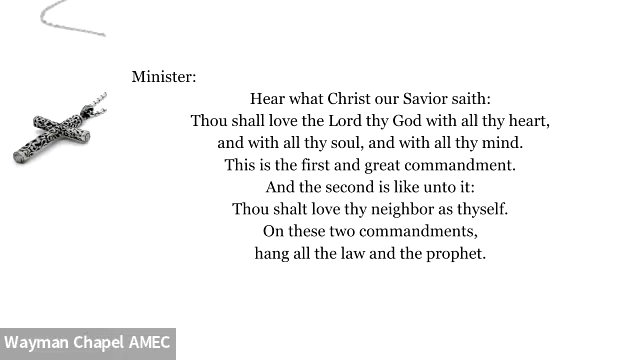 Minister:
Hear what Christ our Savior saith:
Thou shall love the Lord thy God with all thy heart,
and with all thy soul, and with all thy mind.
This is the first and great commandment.
And the second is like unto it:
Thou shalt love thy neighbor as thyself.
On these two commandments,
hang all the law and the prophet.
Wayman Chapel AMEC